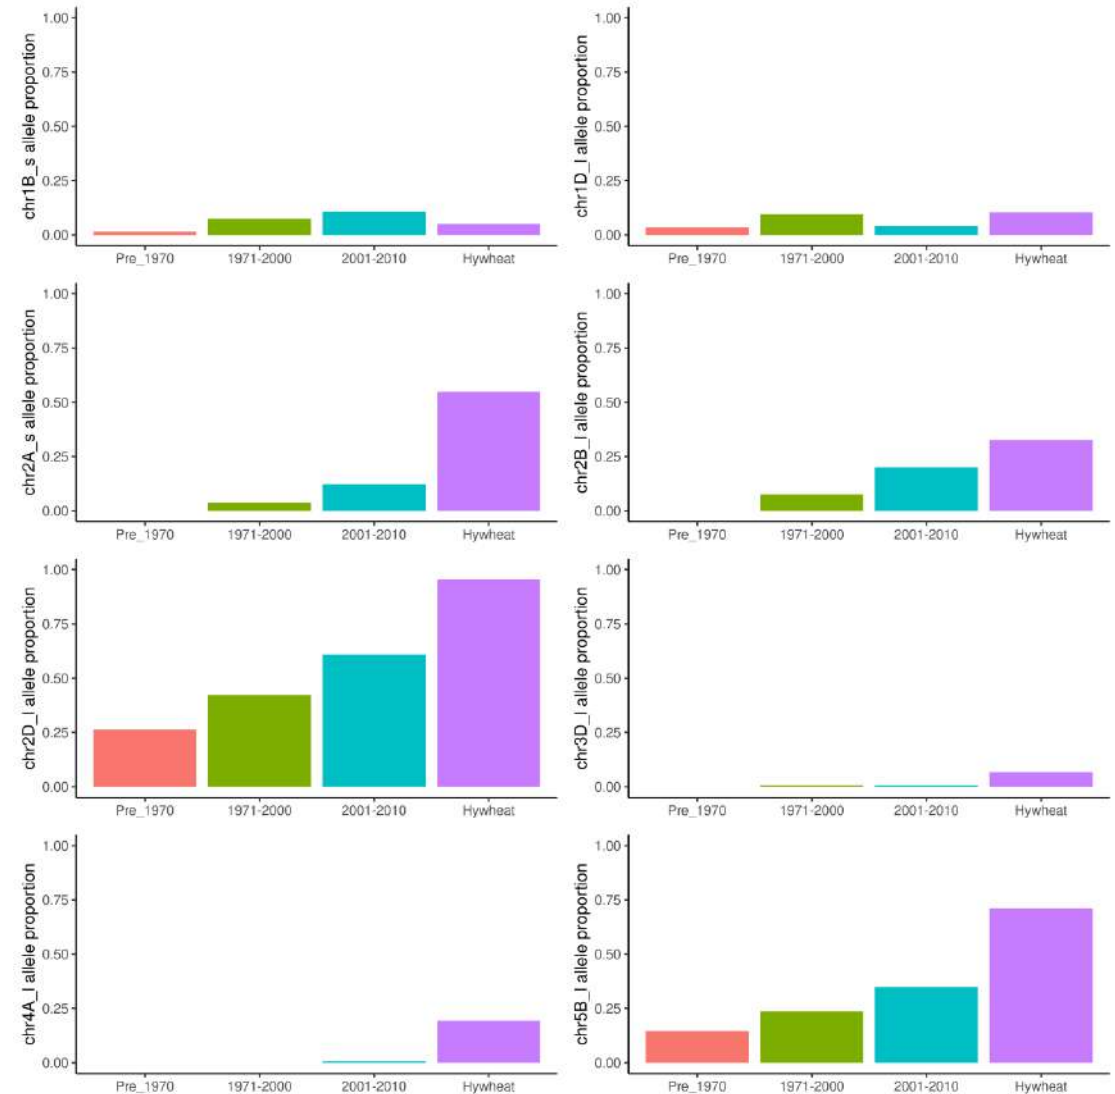 chr1B_s allele proportion
1.00
0.75
0.50
0.25
0.00
Pre_1970 1971-2000 2001-2010 Hywheat
chr1D_l allele proportion
1.00
0.75
0.50
0.25
0.00
Pre_1970 1971-2000 2001-2010 Hywheat
chr2A_s allele proportion
1.00
0.75
0.50
0.25
0.00
Pre_1970 1971-2000 2001-2010 Hywheat
chr2B_l allele proportion
1.00
0.75
0.50
0.25
0.00
Pre_1970 1971-2000 2001-2010 Hywheat
chr2D_l allele proportion
1.00
0.75
0.50
0.25
0.00
Pre_1970 1971-2000 2001-2010 Hywheat
chr3D_l allele proportion
1.00
0.75
0.50
0.25
0.00
Pre_1970 1971-2000 2001-2010 Hywheat
chr4A_l allele proportion
1.00
0.75
0.50
0.25
0.00
Pre_1970 1971-2000 2001-2010 Hywheat
chr5B_l allele proportion
1.00
0.75
0.50
0.25
0.00
Pre_1970 1971-2000 2001-2010 Hywheat